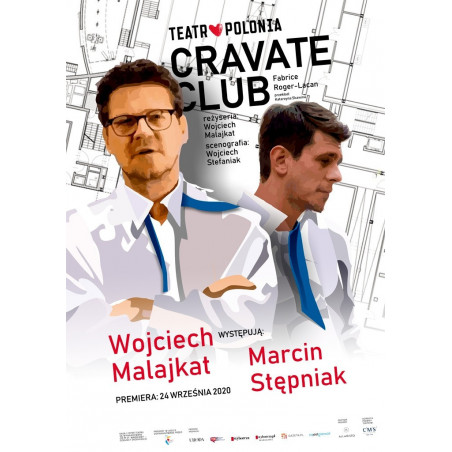 TEATR POLONIA
CRAVATE
CLUB
Fabrice
Roger-Lacan
reżyseria:
Wojciech
Malajkat
scenografia:
Wojciech
Stefaniak
WYSTĘPUJĄ:
Wojciech
Malajkat
Marcin
Stępniak
PREMIERA: 24 WRZEŚNIA 2020
CMS